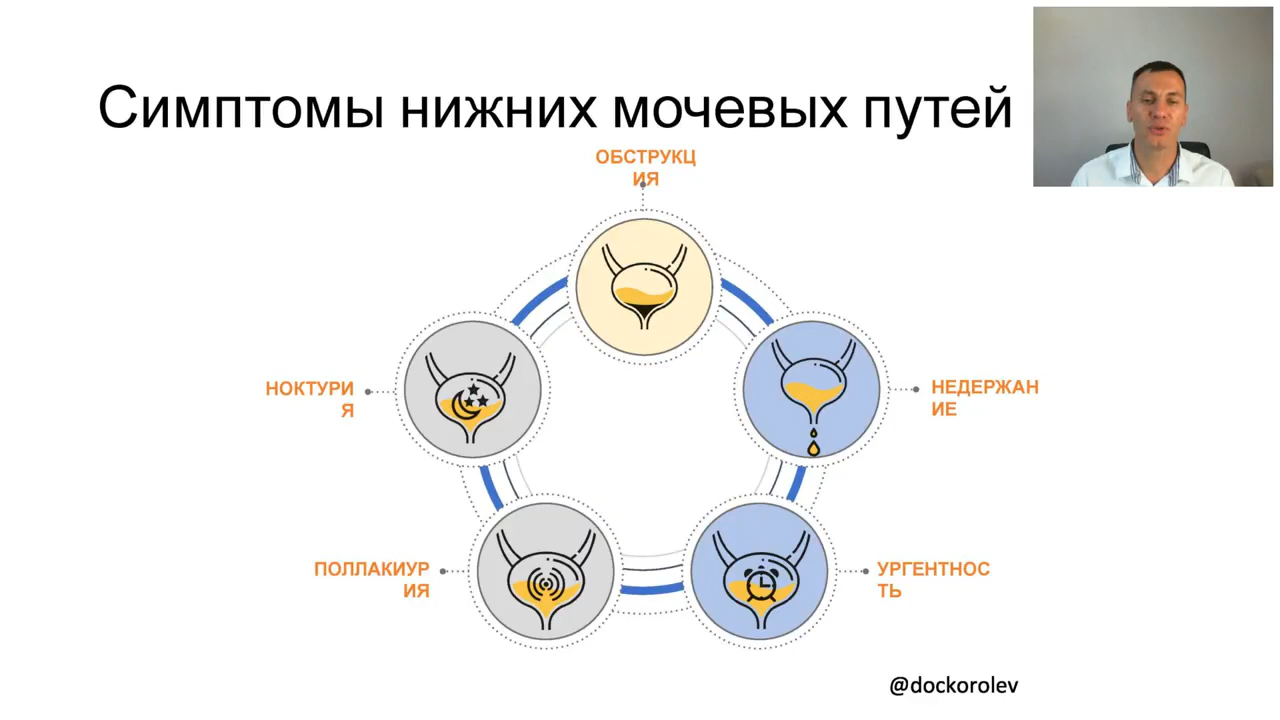 Симптомы нижних мочевых путей
ОБСТРУКЦ
ИЯ
НОКТУРИ
Я
НЕДЕРЖАН
ИЕ
ПОЛЛАКИУР
ИЯ
УРГЕНТНОС
ТЬ
@dockorolev